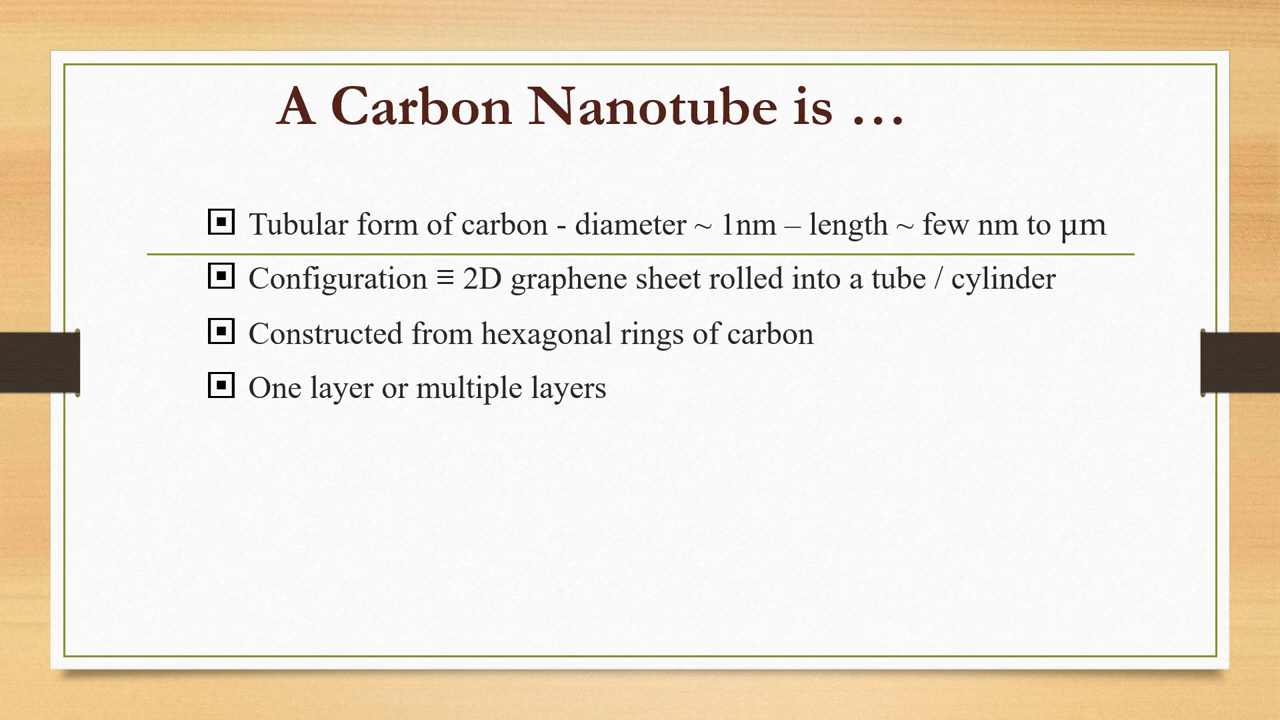 A Carbon Nanotube is …
Tubular form of carbon - diameter ~ 1nm – length ~ few nm to µm
Configuration ≡ 2D graphene sheet rolled into a tube / cylinder
Constructed from hexagonal rings of carbon
One layer or multiple layers